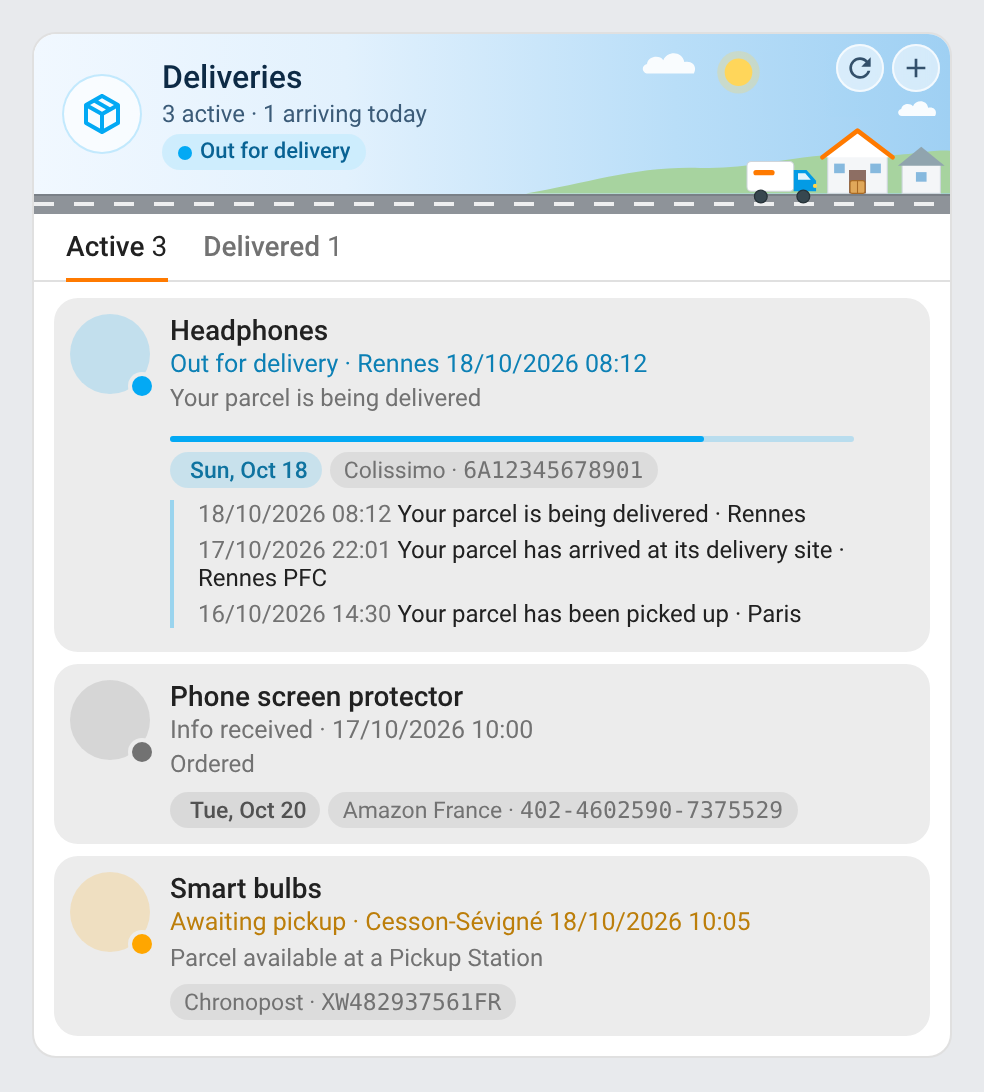 Deliveries
3 active · 1 arriving today
Out for delivery
Active 3
Delivered 1
Headphones
Out for delivery · Rennes 18/10/2026 08:12
Your parcel is being delivered
Sun, Oct 18
Colissimo · 6A12345678901
18/10/2026 08:12 Your parcel is being delivered · Rennes
17/10/2026 22:01 Your parcel has arrived at its delivery site ·
Rennes PFC
16/10/2026 14:30 Your parcel has been picked up · Paris
Phone screen protector
Info received · 17/10/2026 10:00
Ordered
Tue, Oct 20
Amazon France · 402-4602590-7375529
Smart bulbs
Awaiting pickup · Cesson-Sévigné 18/10/2026 10:05
Parcel available at a Pickup Station
Chronopost · XW482937561FR